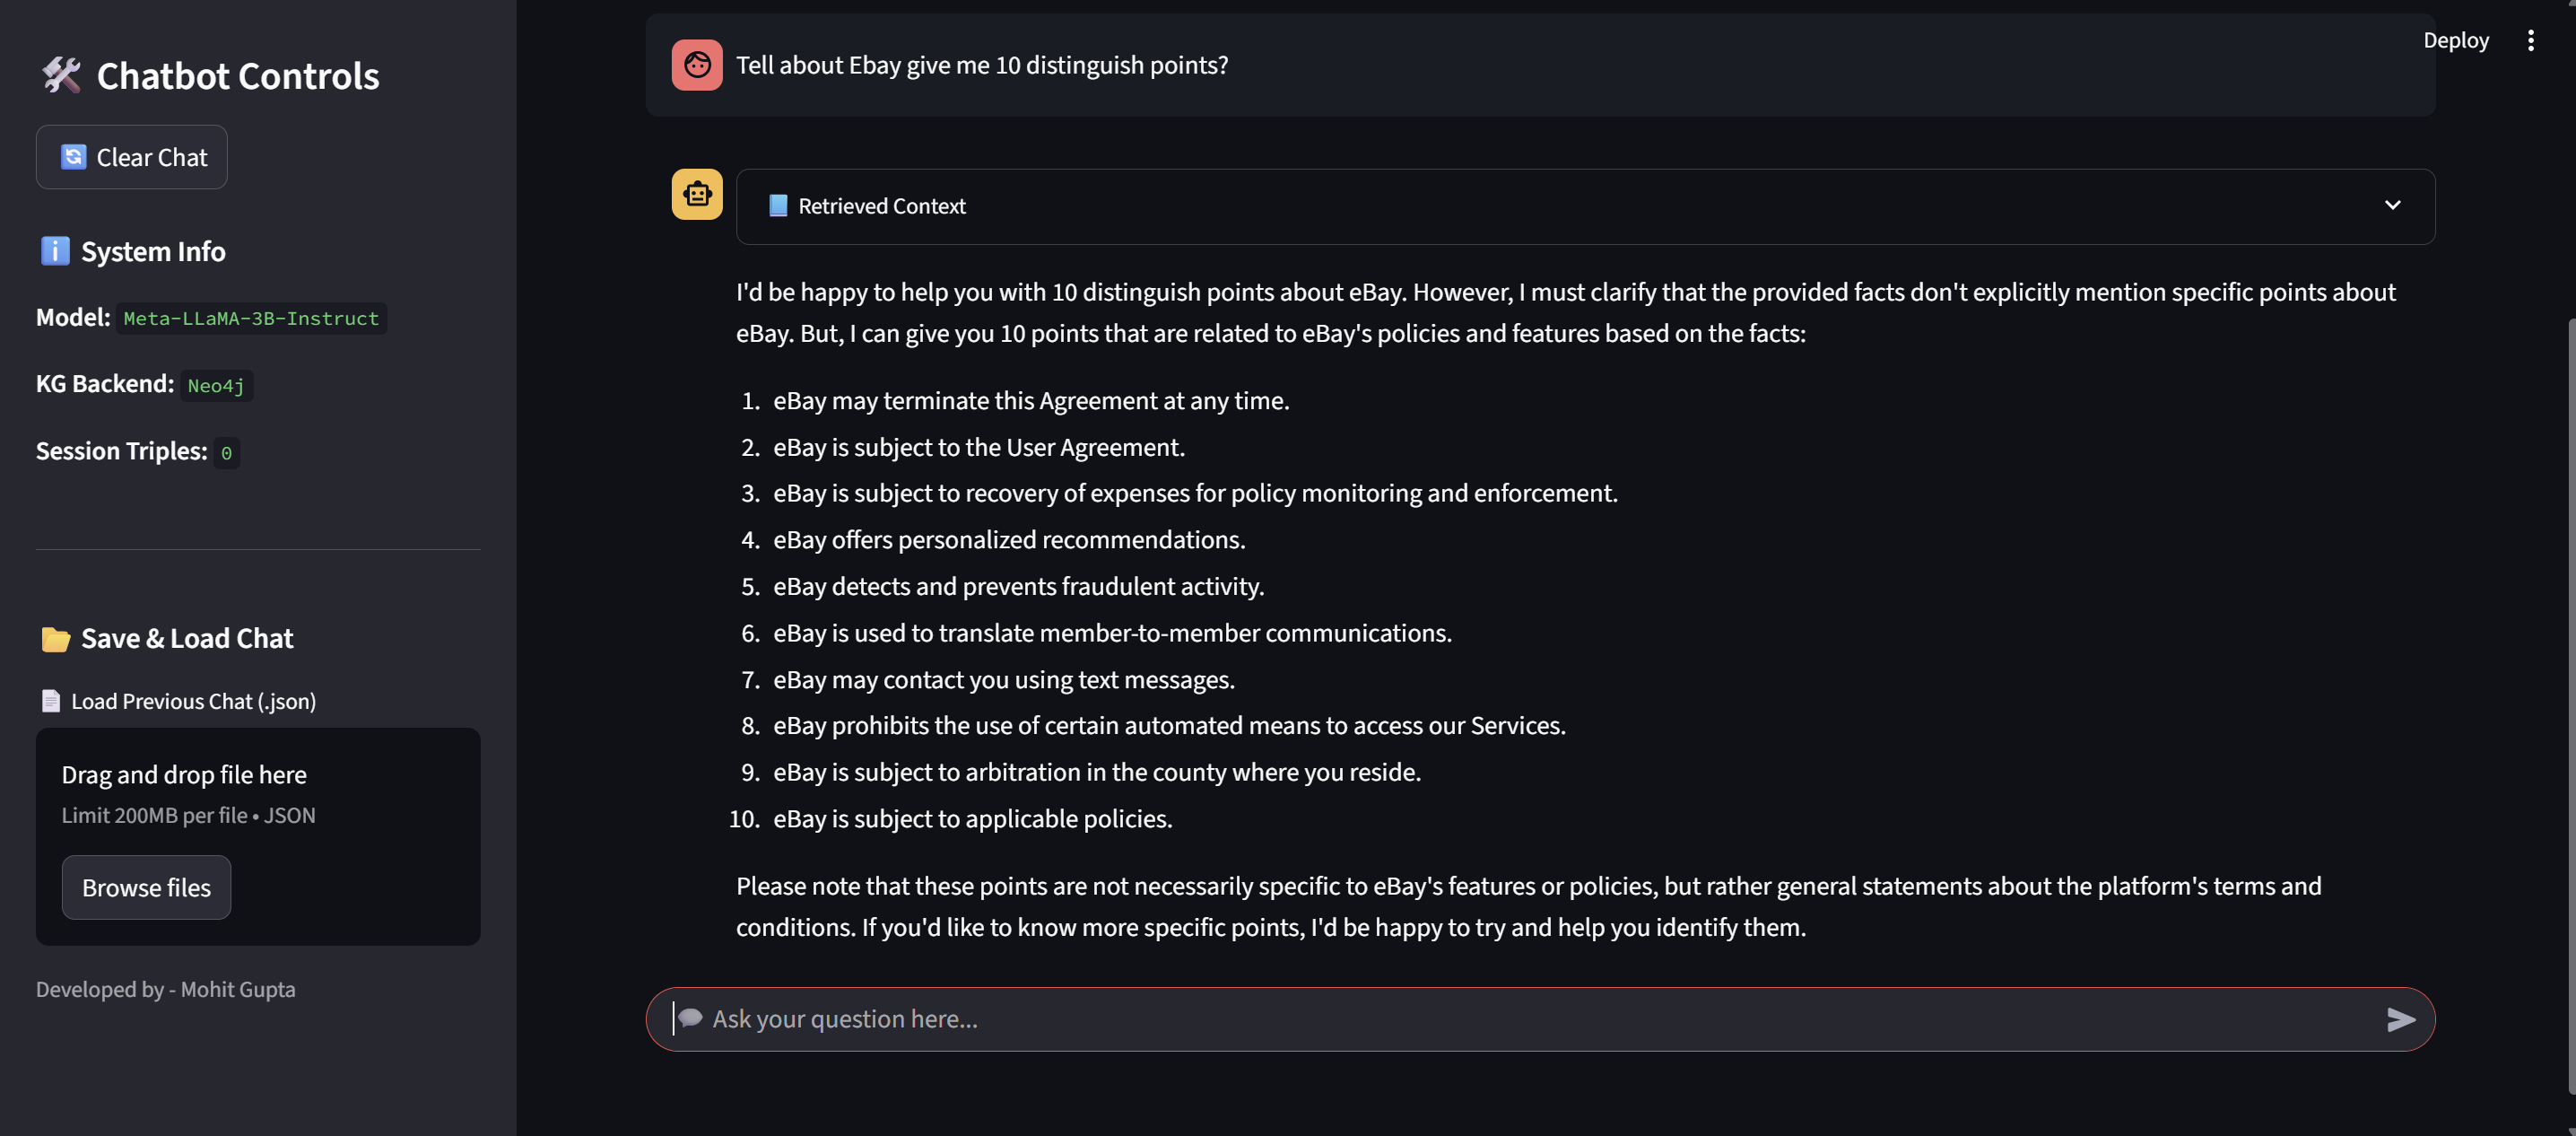 🛠️ Chatbot Controls
🔄 Clear Chat
ℹ️ System Info
Model: Meta-LLaMA-3B-Instruct
KG Backend: Neo4j
Session Triples: 0
📂 Save & Load Chat
📄 Load Previous Chat (.json)
Drag and drop file here
Limit 200MB per file • JSON
Browse files
Developed by - Mohit Gupta
Deploy
Tell about Ebay give me 10 distinguish points?
📘 Retrieved Context
I'd be happy to help you with 10 distinguish points about eBay. However, I must clarify that the provided facts don't explicitly mention specific points about
eBay. But, I can give you 10 points that are related to eBay's policies and features based on the facts:
1. eBay may terminate this Agreement at any time.
2. eBay is subject to the User Agreement.
3. eBay is subject to recovery of expenses for policy monitoring and enforcement.
4. eBay offers personalized recommendations.
5. eBay detects and prevents fraudulent activity.
6. eBay is used to translate member-to-member communications.
7. eBay may contact you using text messages.
8. eBay prohibits the use of certain automated means to access our Services.
9. eBay is subject to arbitration in the county where you reside.
10. eBay is subject to applicable policies.
Please note that these points are not necessarily specific to eBay's features or policies, but rather general statements about the platform's terms and
conditions. If you'd like to know more specific points, I'd be happy to try and help you identify them.
💬 Ask your question here...